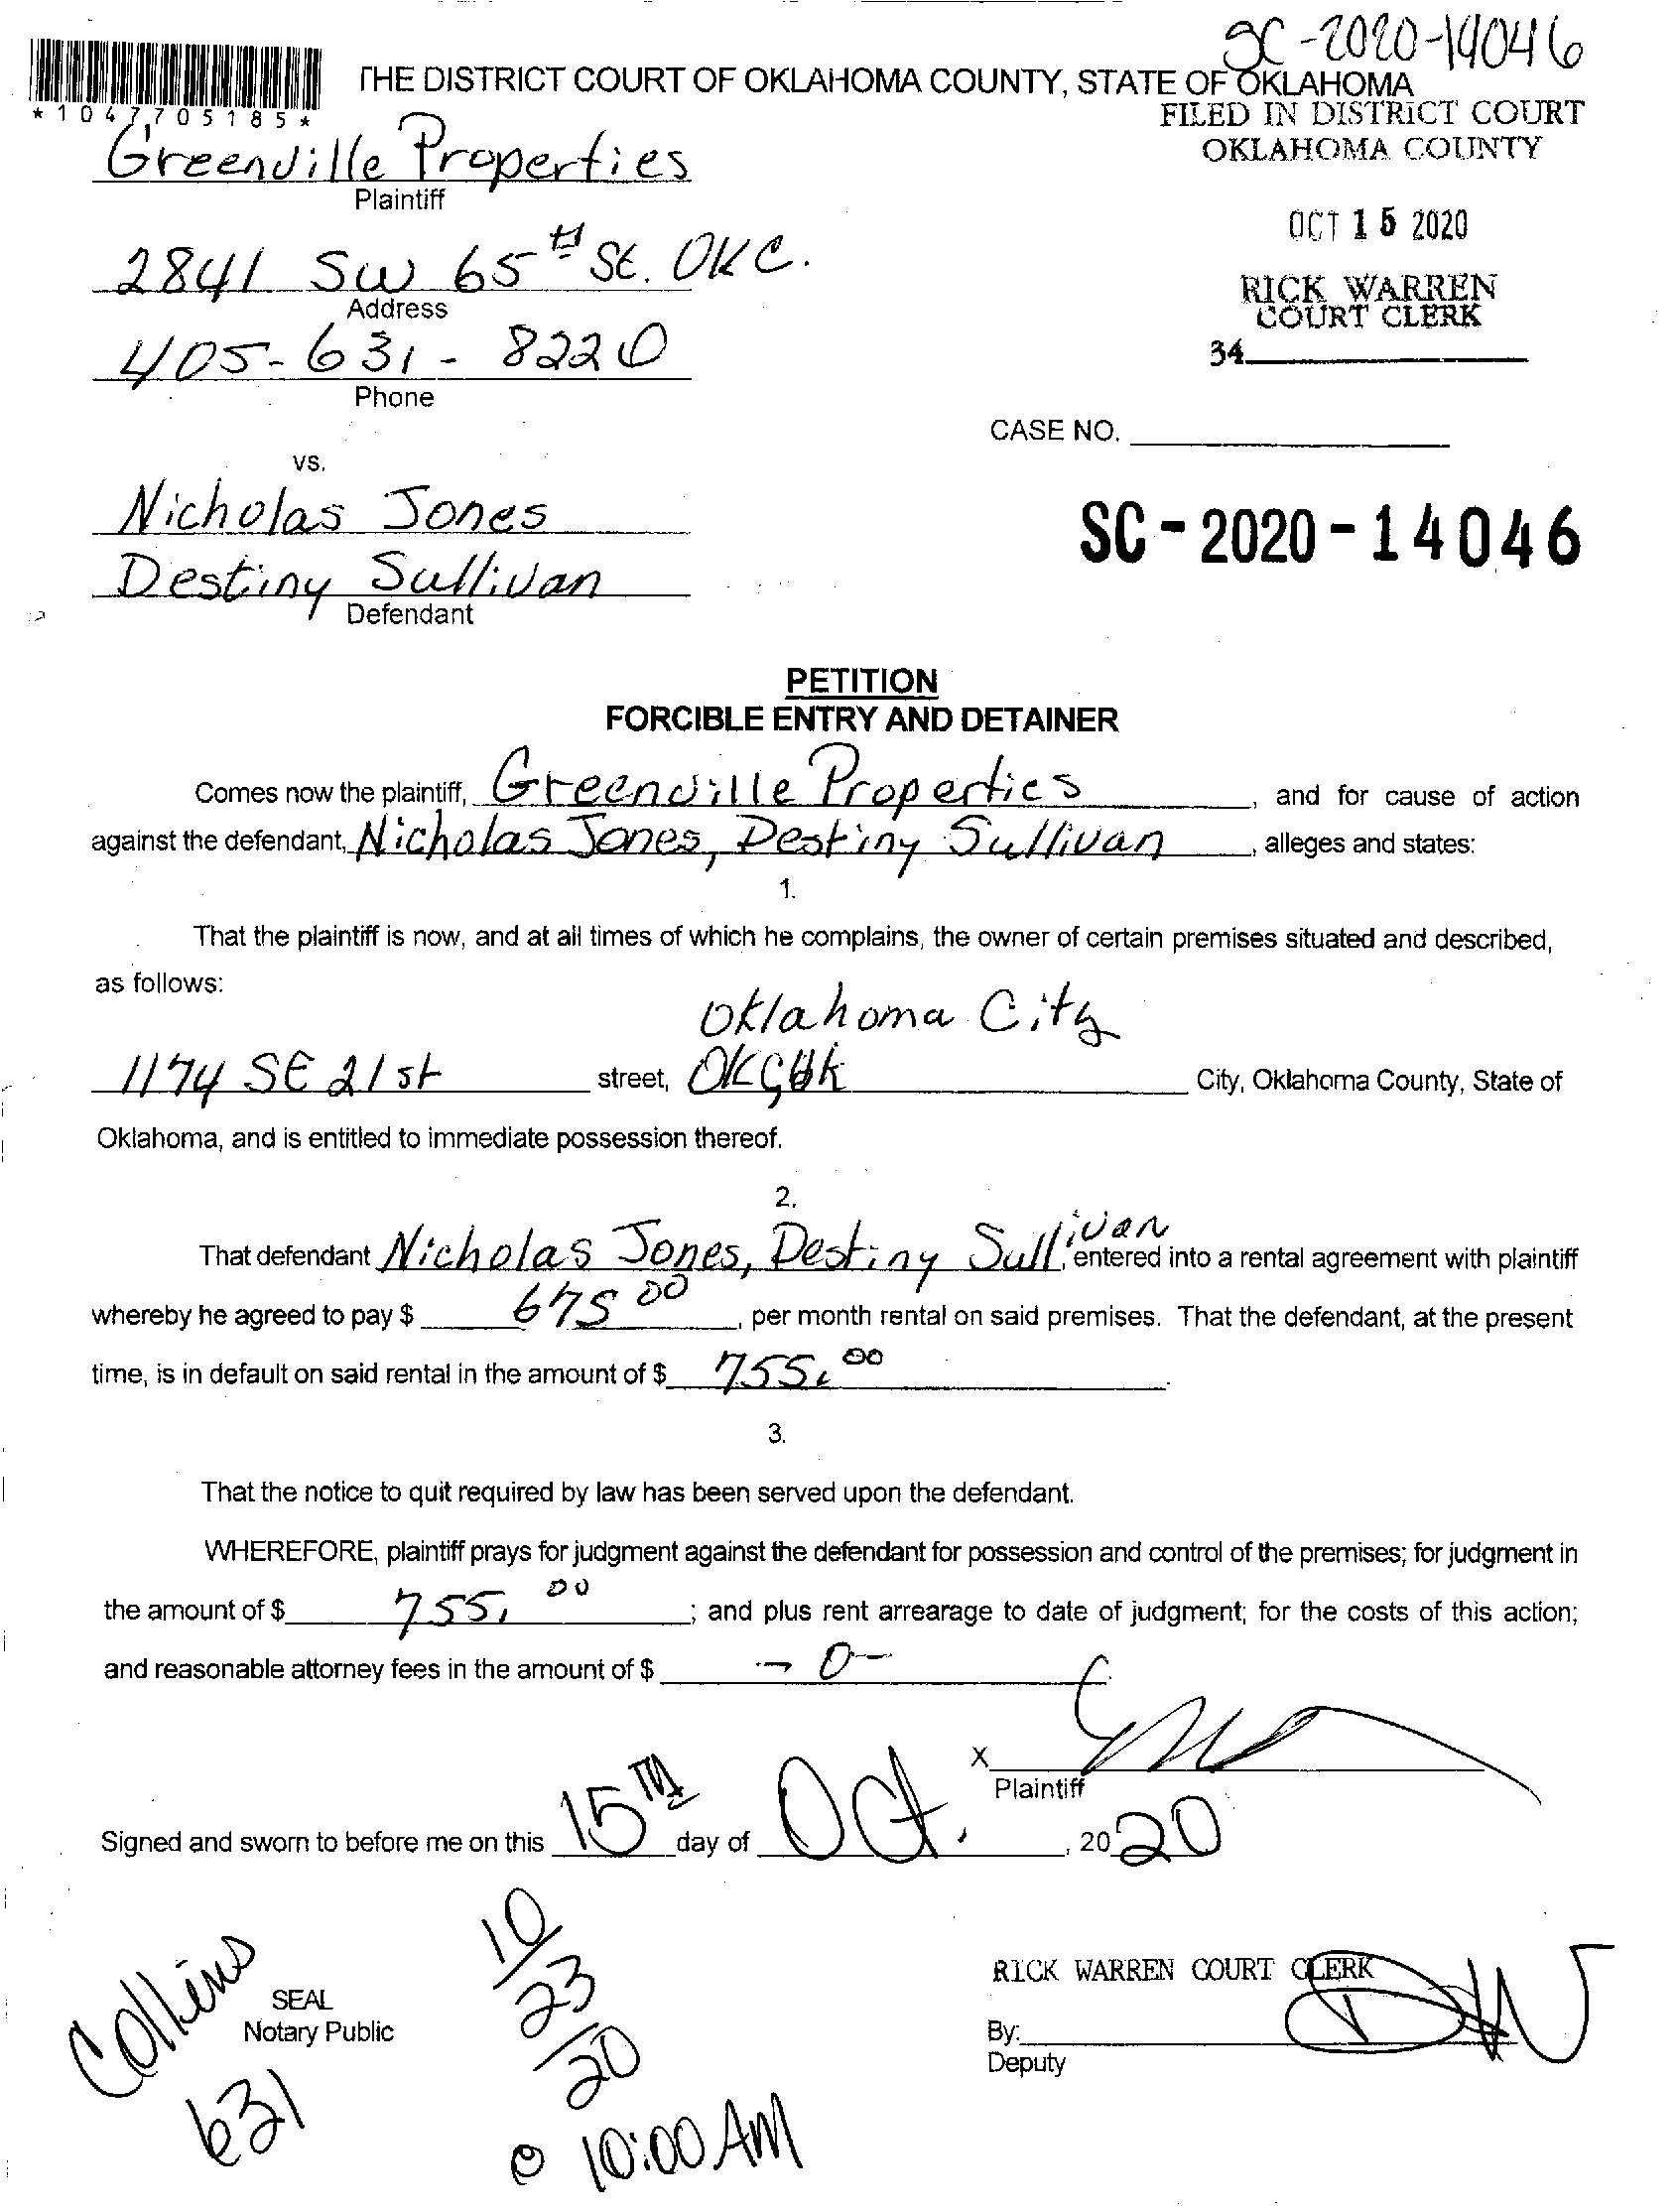 SC-2020-14046
THE DISTRICT COURT OF OKLAHOMA COUNTY, STATE OF OKLAHOMA
*1047705185*
FILED IN DISTRICT COURT
OKLAHOMA COUNTY
Greenville Properties
Plaintiff
OCT 15 2020
2841 SW 65th St. OKC.
Address
RICK WARREN
COURT CLERK
34
405-631-8220
Phone
CASE NO.
vs.
Nicholas Jones
SC-2020-14046
Destiny Sullivan
Defendant
PETITION
FORCIBLE ENTRY AND DETAINER
Comes now the plaintiff, Greenville Properties, and for cause of action
against the defendant, Nicholas Jones, Destiny Sullivan, alleges and states:
1.
That the plaintiff is now, and at all times of which he complains, the owner of certain premises situated and described,
as follows:
Oklahoma City
1174 SE 21st street, OKC, Ok City, Oklahoma County, State of
Oklahoma, and is entitled to immediate possession thereof.
2.
That defendant Nicholas Jones, Destiny Sullivan, entered into a rental agreement with plaintiff
whereby he agreed to pay $ 675 00, per month rental on said premises. That the defendant, at the present
time, is in default on said rental in the amount of $ 755.00.
3.
That the notice to quit required by law has been served upon the defendant.
WHEREFORE, plaintiff prays for judgment against the defendant for possession and control of the premises; for judgment in
the amount of $ 755.00; and plus rent arrearage to date of judgment; for the costs of this action;
and reasonable attorney fees in the amount of $ -0-
X
Plaintiff
Signed and sworn to before me on this 15TH day of Oct., 2020
Collins
631
SEAL
Notary Public
10/23/20
@ 10:00 AM
RICK WARREN COURT CLERK
By: DW
Deputy